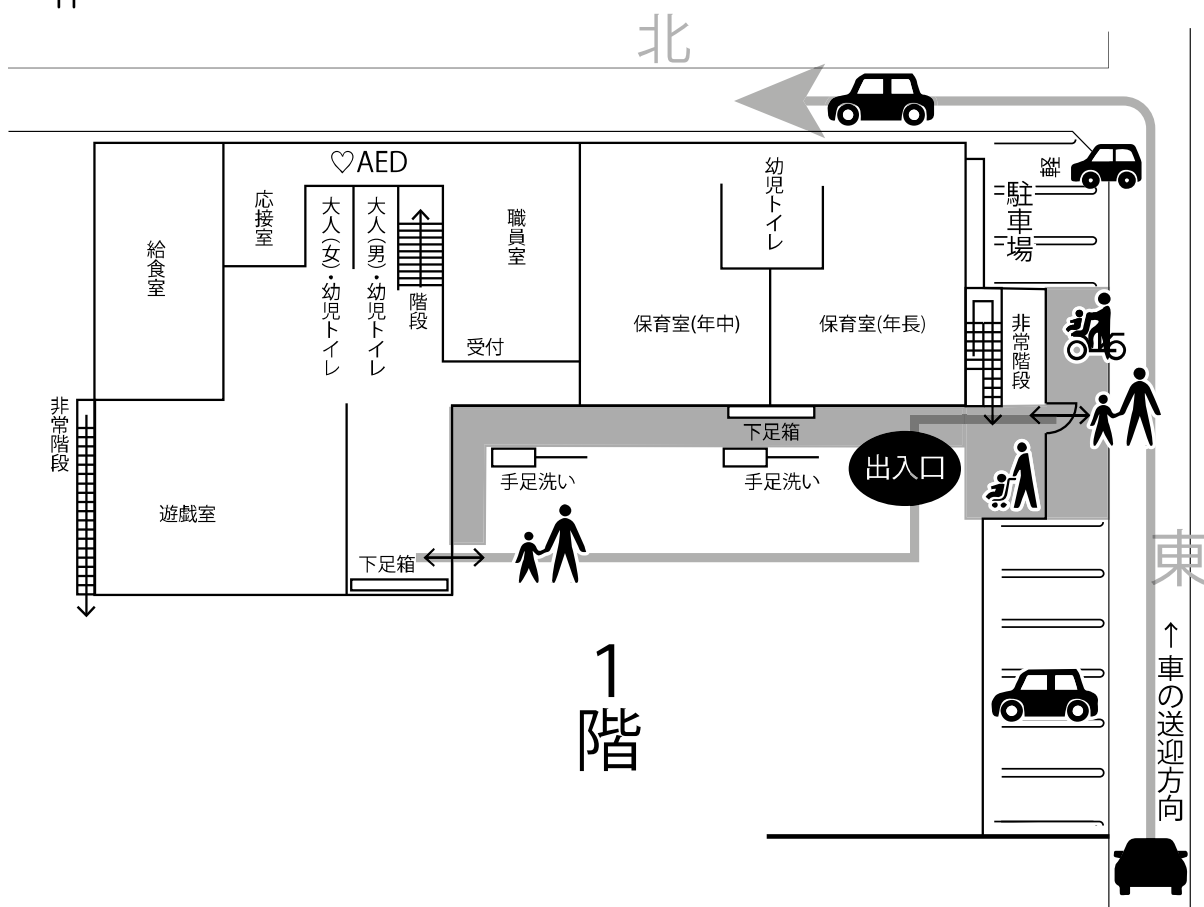 北
♡AED
幼児トイレ
軽
駐車場
応接室
大人(女)・幼児トイレ
大人(男)・幼児トイレ
職員室
給食室
階段
保育室(年中)
保育室(年長)
非常階段
受付
非常階段
下足箱
手足洗い
手足洗い
出入口
遊戯室
下足箱
東
1
階
↑車の送迎方向